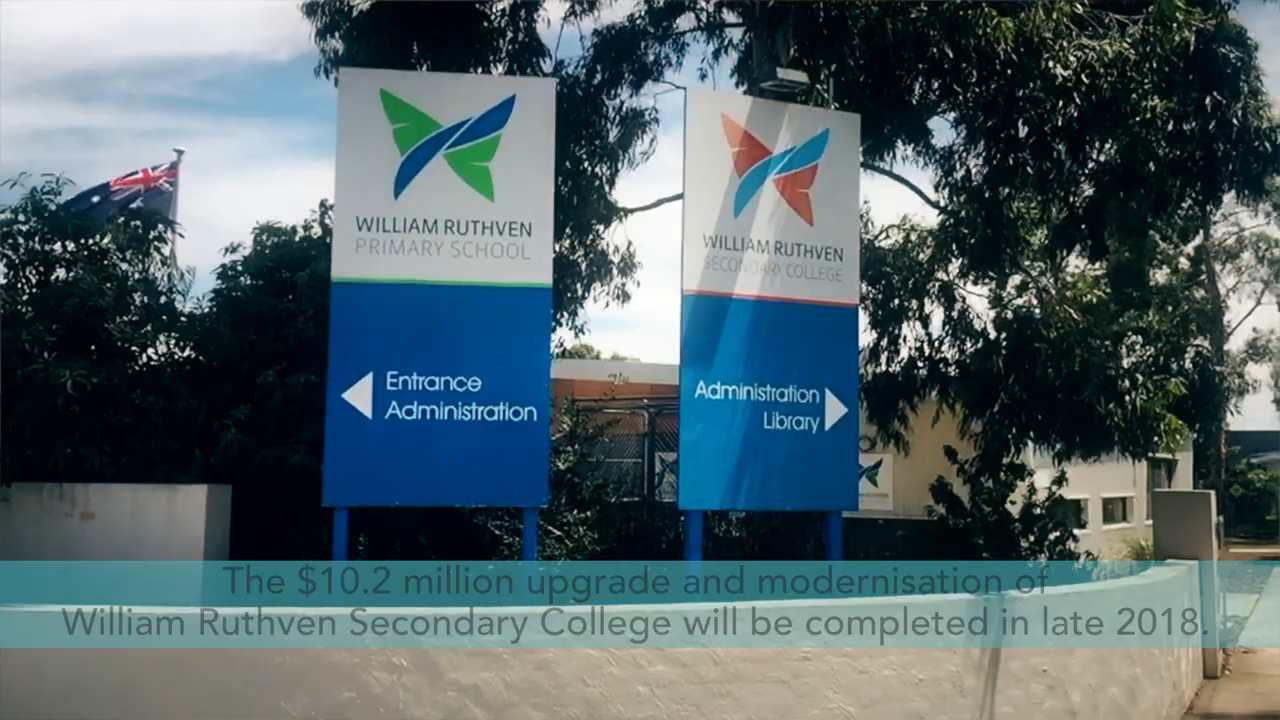 WILLIAM RUTHVEN
PRIMARY SCHOOL
Entrance
Administration
WILLIAM RUTHVEN
SECONDARY COLLEGE
Administration
Library
The $10.2 million upgrade and modernisation of
William Ruthven Secondary College will be completed in late 2018.